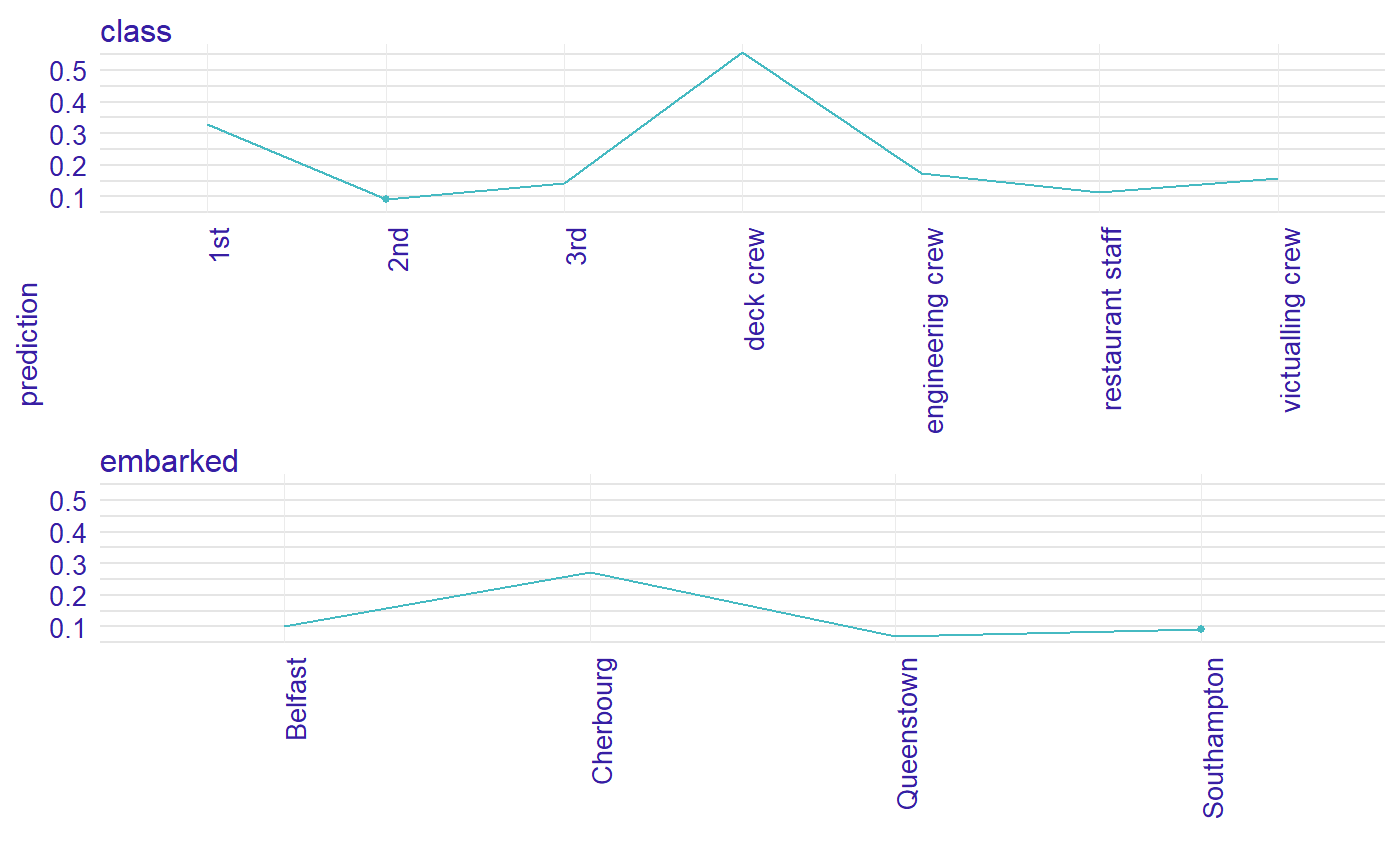 class
0.5
0.4
0.3
0.2
0.1
1st
2nd
3rd
deck crew
engineering crew
restaurant staff
victualling crew
prediction
embarked
0.5
0.4
0.3
0.2
0.1
Belfast
Cherbourg
Queenstown
Southampton